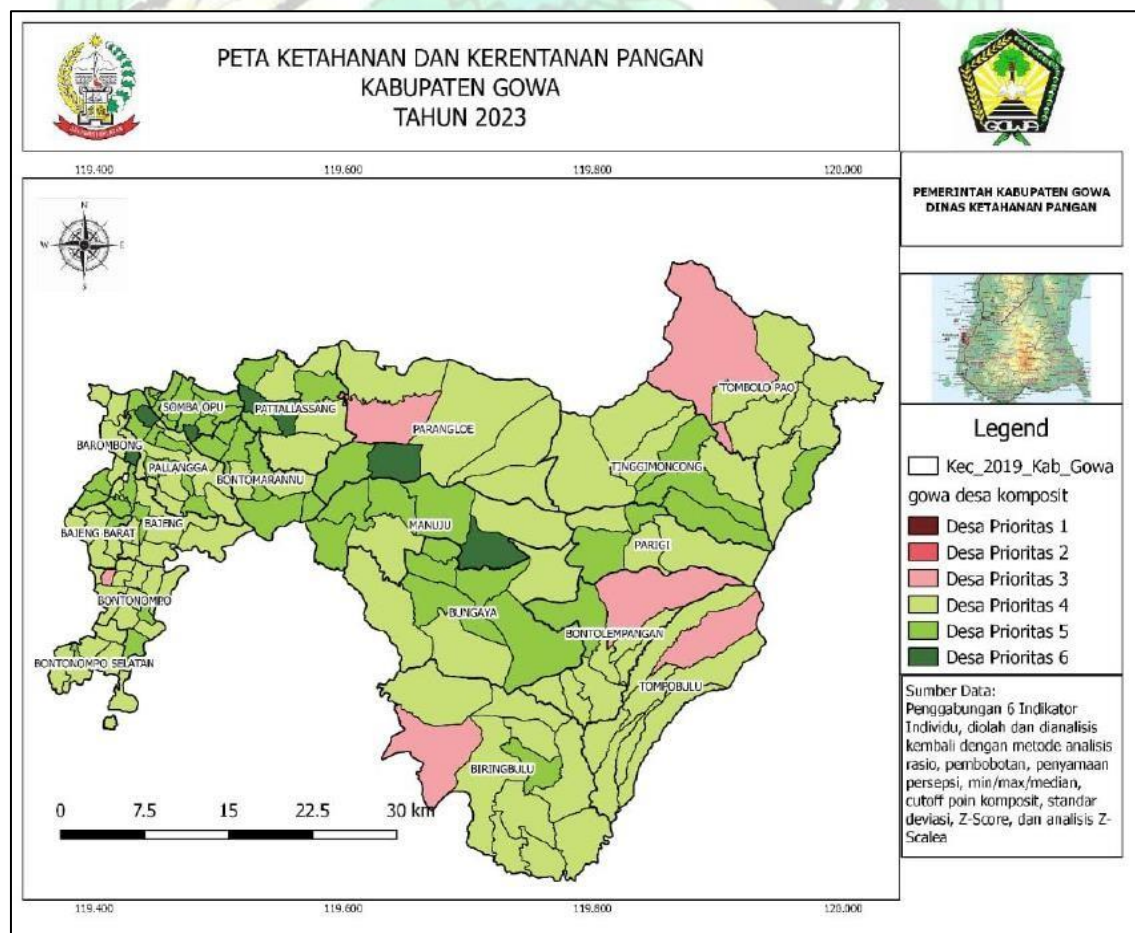 PETA KETAHANAN DAN KERENTANAN PANGAN
KABUPATEN GOWA
TAHUN 2023
GOWA
119.400
119.600
119.800
120.000
PEMERINTAH KABUPATEN GOWA
DINAS KETAHANAN PANGAN
N
W
E
S
TOMBOLO PAO
SOMBA OPU
PATTALLASSANG
PARANGLOE
BAROMBONG
PALLANGGA
BONTOMARANNU
TINGGIMONCONG
BAJENG BARAT
BAJENG
MANUJU
PARIGI
BONTONOMPO
BUNGAYA
BONTOLEMPANGAN
BONTONOMPO SELATAN
TOMPOBULU
BIRINGBULU
0 7.5 15 22.5 30 km
119.400
119.600
119.800
120.000
Legend
Kec_2019_Kab_Gowa
gowa desa komposit
Desa Prioritas 1
Desa Prioritas 2
Desa Prioritas 3
Desa Prioritas 4
Desa Prioritas 5
Desa Prioritas 6
Sumber Data:
Penggabungan 6 Indikator
Individu, diolah dan dianalisis
kembali dengan metode analisis
rasio, pembobotan, penyamaan
persepsi, min/max/median,
cutoff poin komposit, standar
deviasi, Z-Score, dan analisis Z-
Scalea